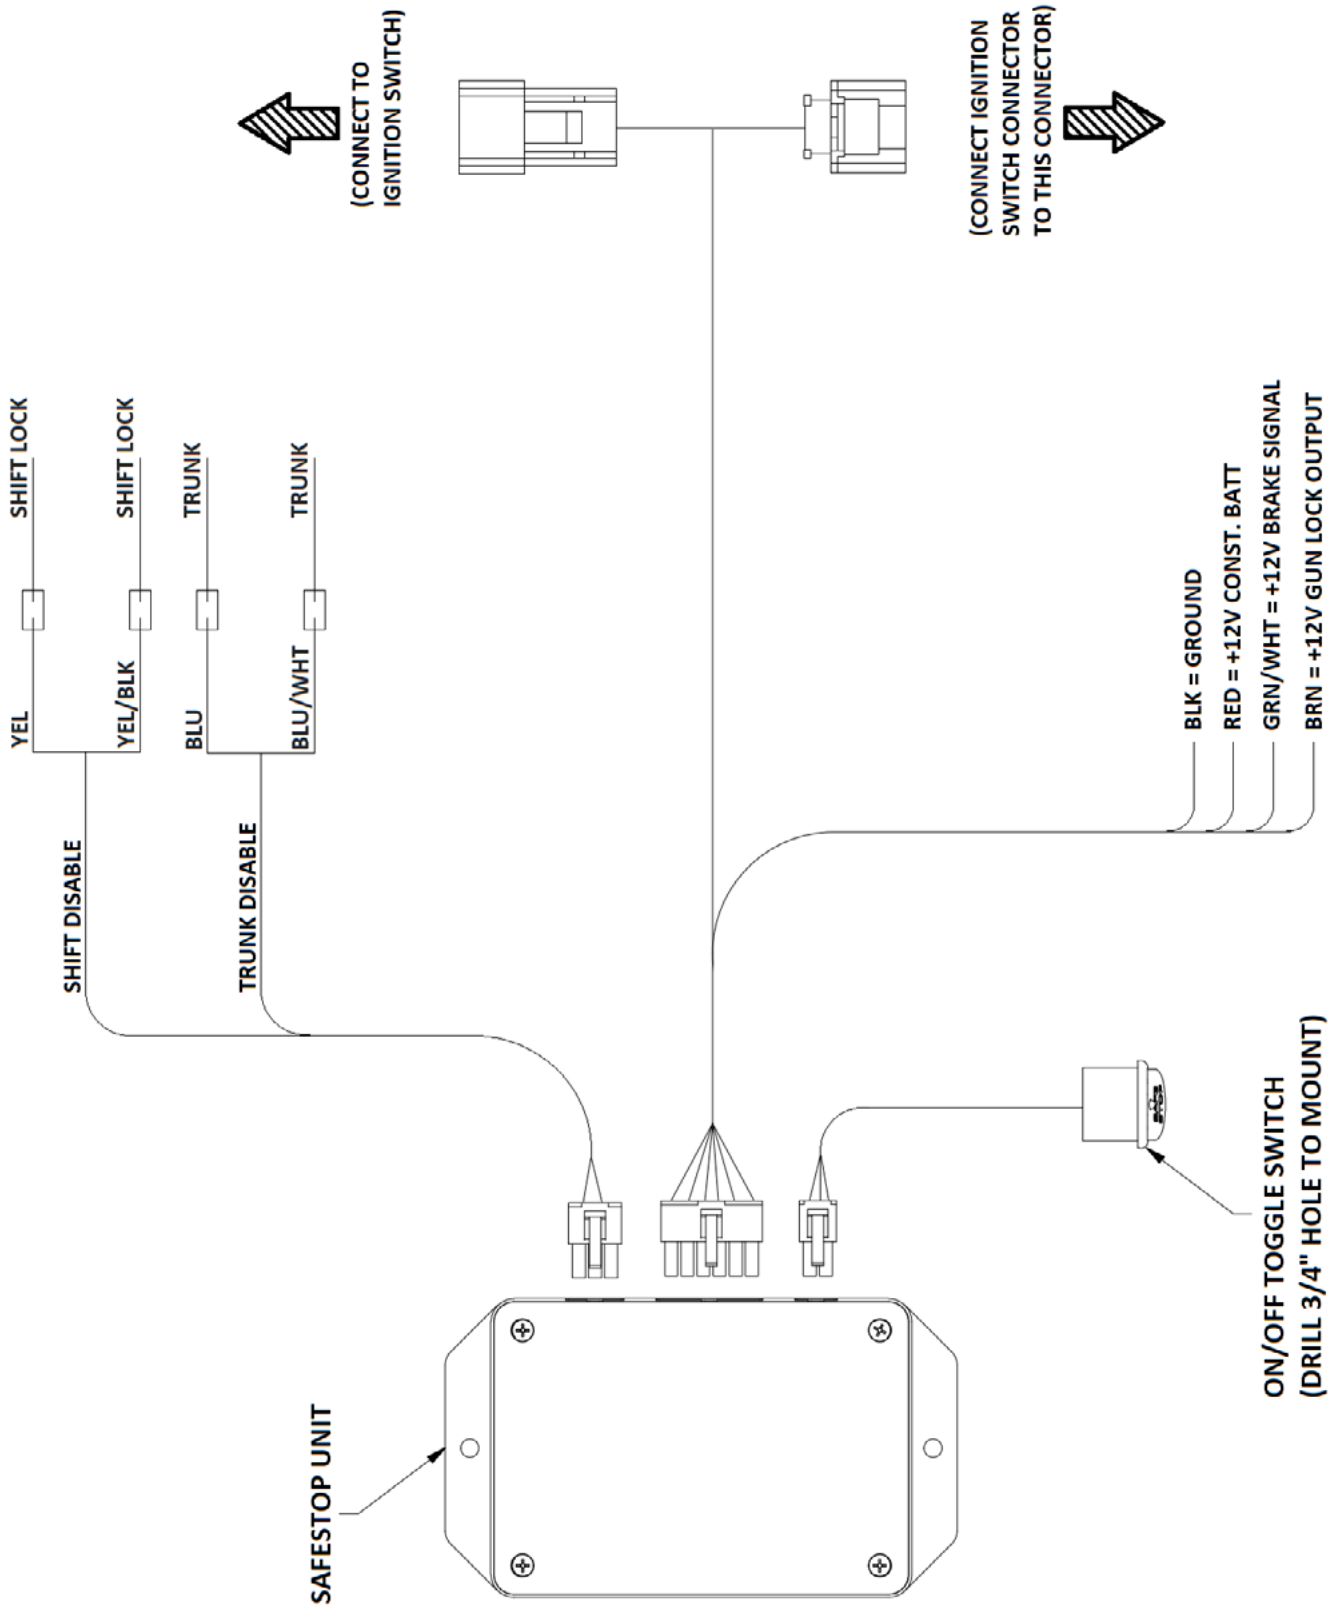 SHIFT LOCK
YEL
SHIFT DISABLE
SHIFT LOCK
YEL/BLK
TRUNK
BLU
TRUNK DISABLE
TRUNK
BLU/WHT
(CONNECT TO
IGNITION SWITCH)
SAFESTOP UNIT
(CONNECT IGNITION
SWITCH CONNECTOR
TO THIS CONNECTOR)
BLK = GROUND
RED = +12V CONST. BATT
GRN/WHT = +12V BRAKE SIGNAL
BRN = +12V GUN LOCK OUTPUT
ON/OFF TOGGLE SWITCH
(DRILL 3/4" HOLE TO MOUNT)